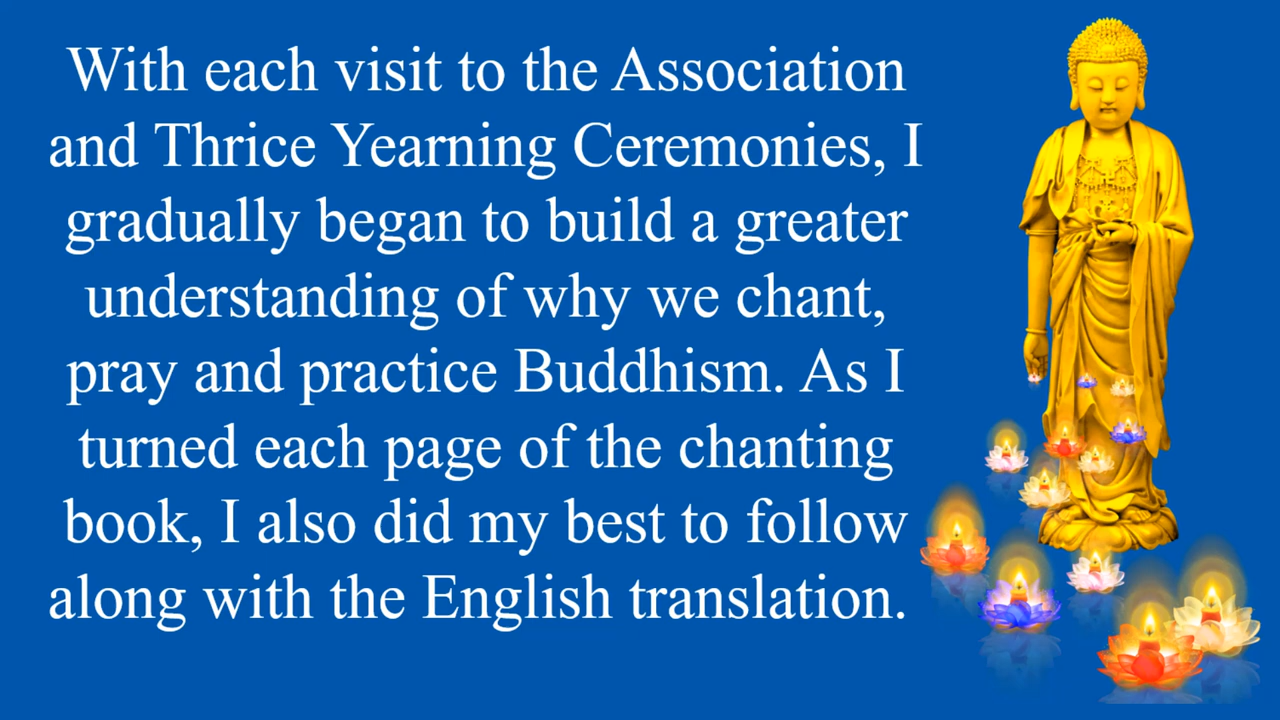 With each visit to the Association
and Thrice Yearning Ceremonies, I
gradually began to build a greater
understanding of why we chant,
pray and practice Buddhism. As I
turned each page of the chanting
book, I also did my best to follow
along with the English translation.